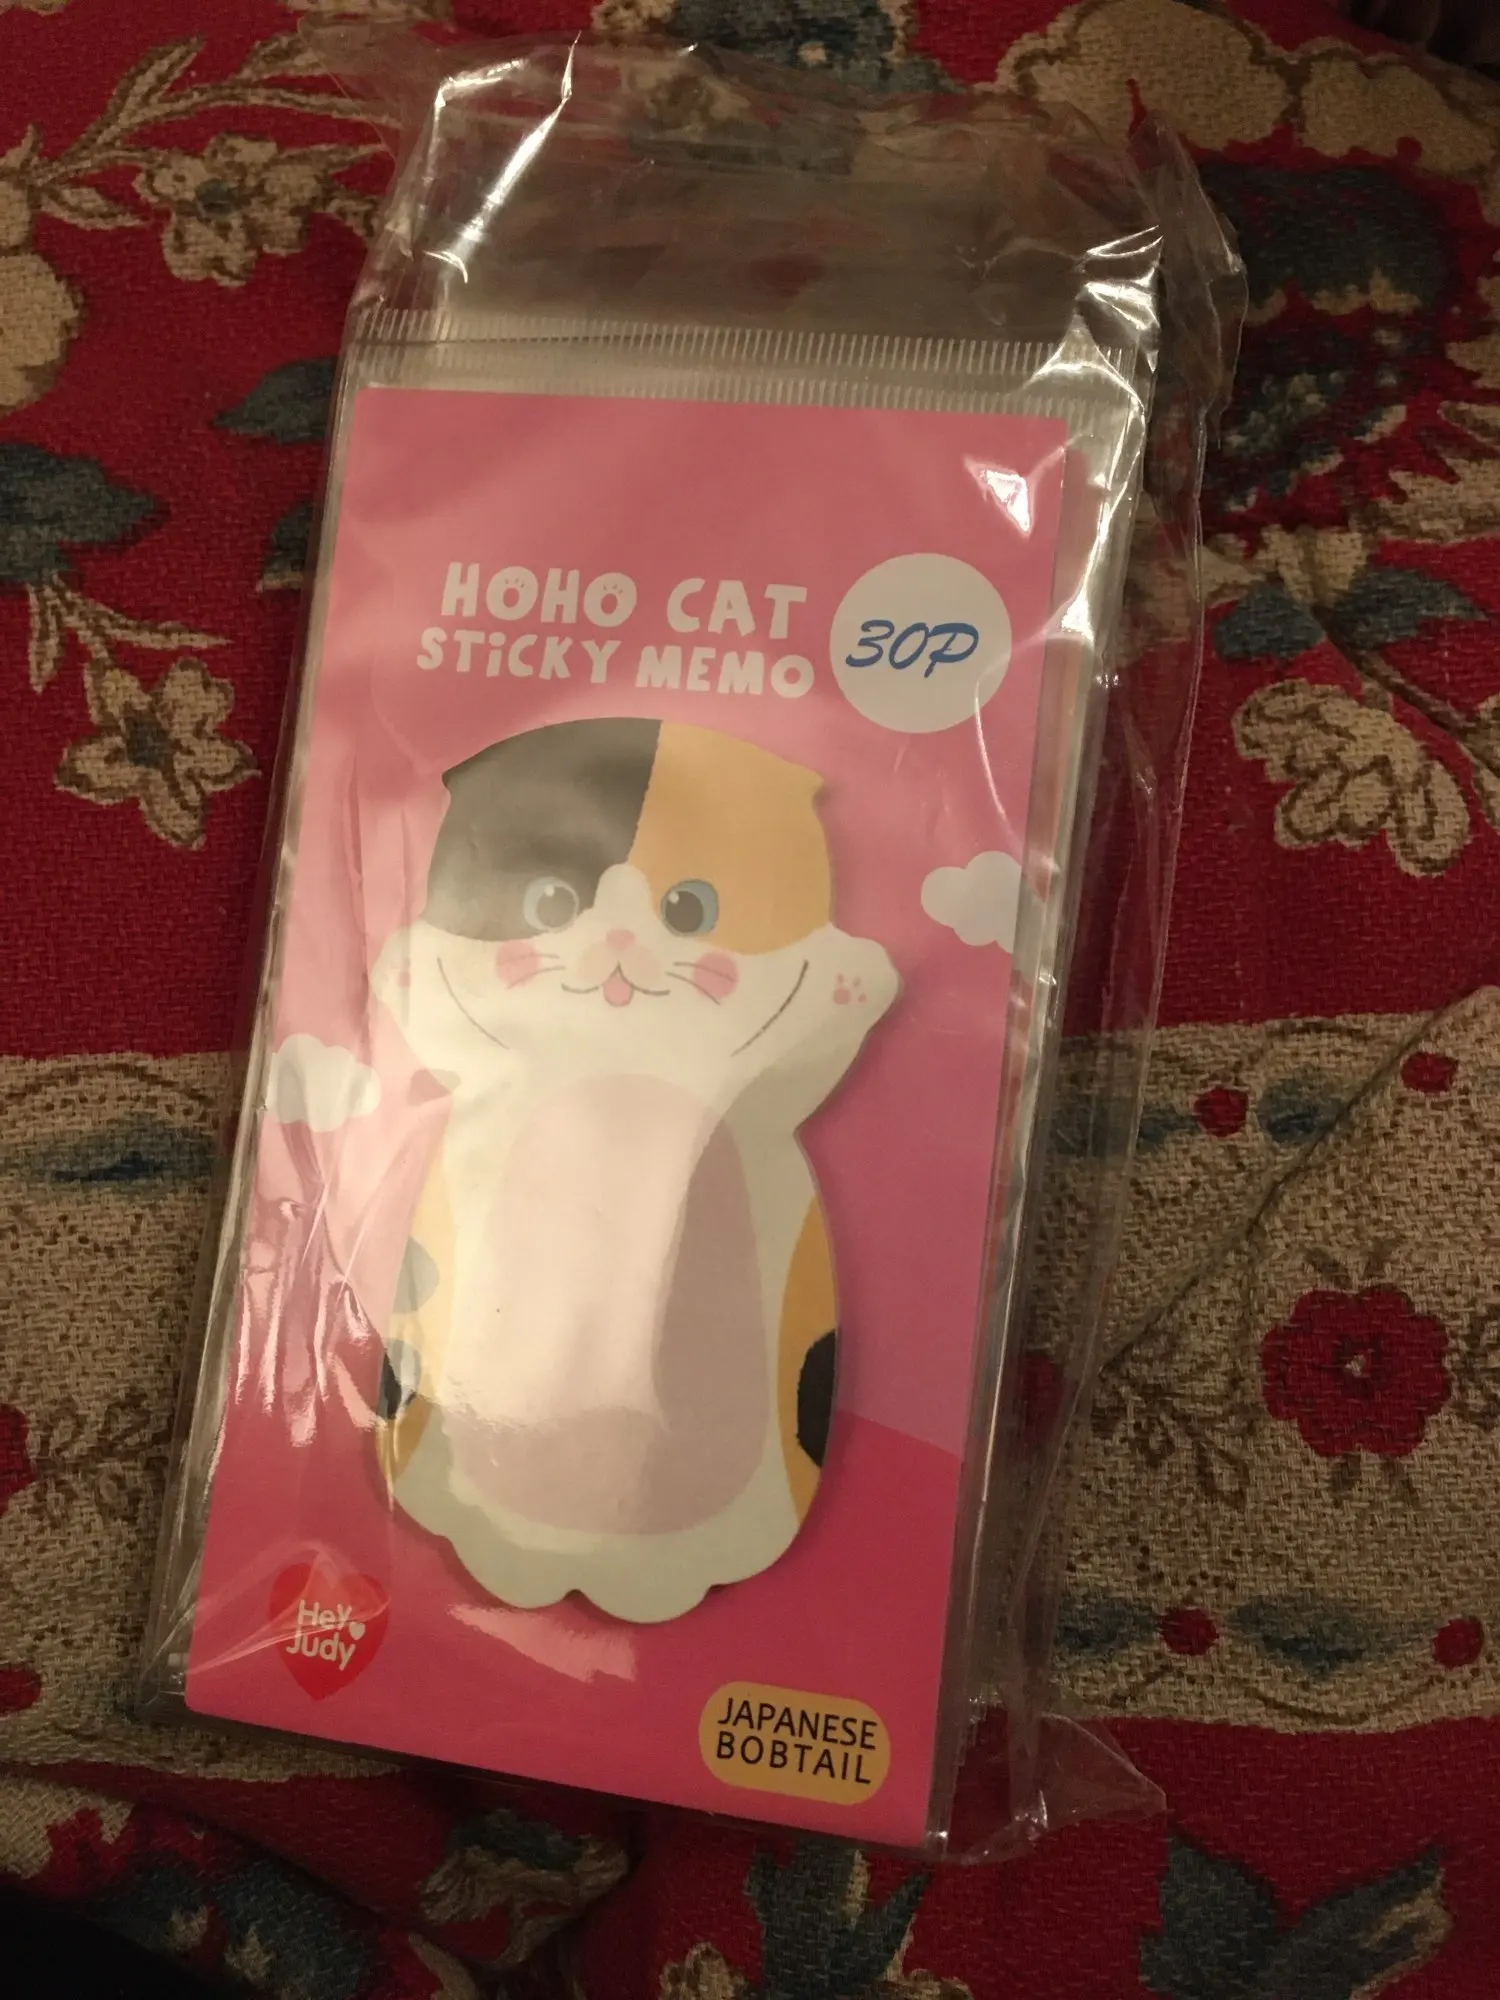 HOHO CAT
STiCKY MEMO
30P
Hey
Judy
JAPANESE
BOBTAIL